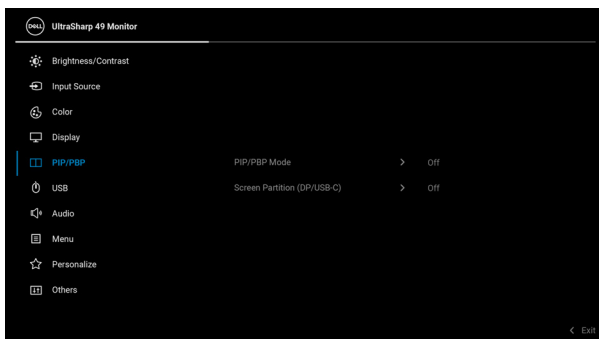 DELL UltraSharp 49 Monitor
Brightness/Contrast
Input Source
Color
Display
PIP/PBP PIP/PBP Mode > Off
USB Screen Partition (DP/USB-C) > Off
Audio
Menu
Personalize
Others
< Exit